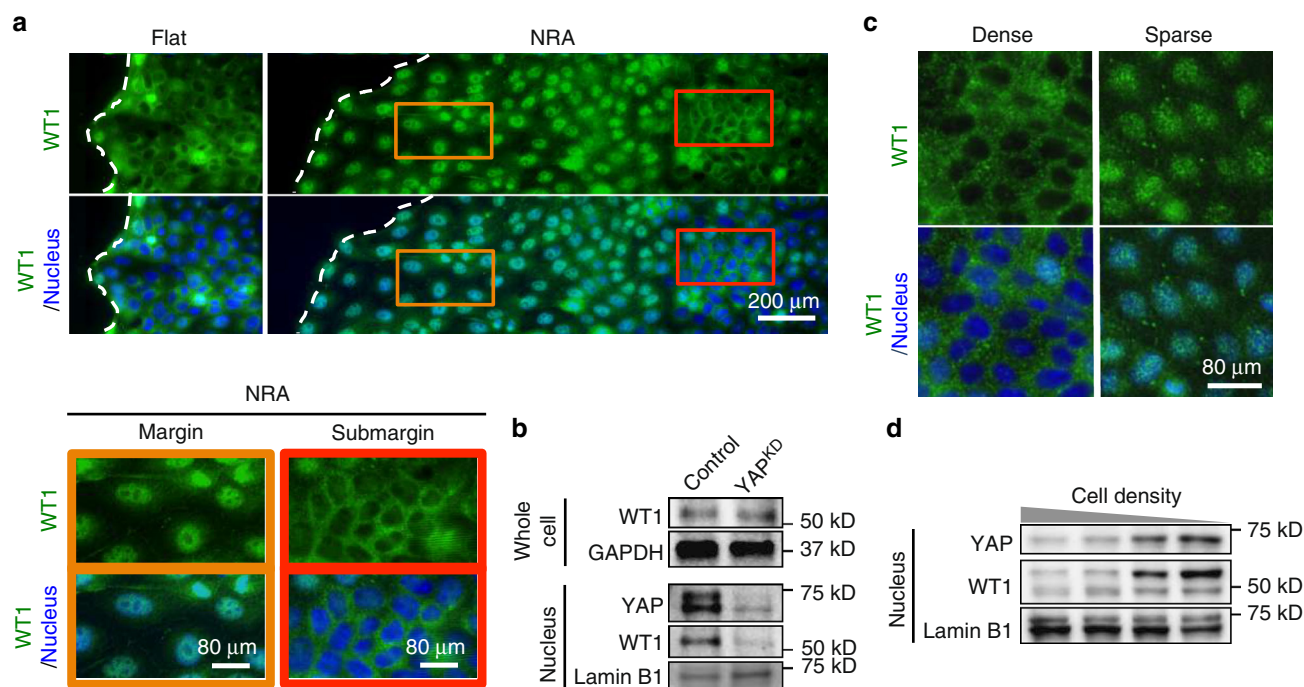 a
Flat
NRA
WT1
WT1
/Nucleus
200 µm
NRA
Margin
Submargin
WT1
WT1
/Nucleus
80 µm
80 µm
b
Control
YAPKD
Whole
cell
WT1
50 kD
GAPDH
37 kD
Nucleus
YAP
75 kD
WT1
50 kD
Lamin B1
75 kD
c
Dense
Sparse
WT1
WT1
/Nucleus
80 µm
d
Cell density
Nucleus
YAP
75 kD
WT1
50 kD
Lamin B1
75 kD